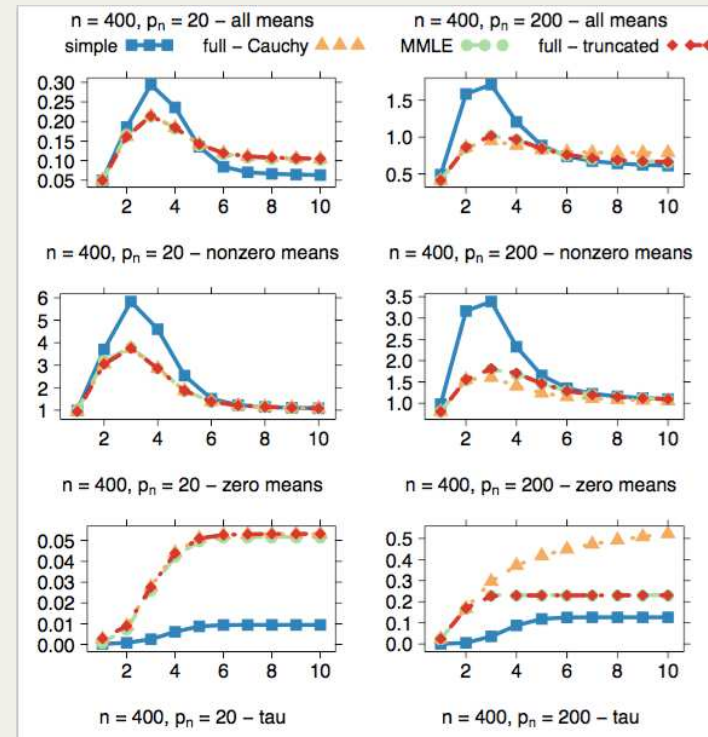 n = 400, pn = 20 – all means
n = 400, pn = 200 – all means
simple full – Cauchy MMLE full – truncated
0.30
0.25
0.20
0.15
0.10
0.05
2 4 6 8 10
1.5
1.0
0.5
2 4 6 8 10
n = 400, pn = 20 – nonzero means
n = 400, pn = 200 – nonzero means
6
5
4
3
2
1
2 4 6 8 10
3.5
3.0
2.5
2.0
1.5
1.0
2 4 6 8 10
n = 400, pn = 20 – zero means
n = 400, pn = 200 – zero means
0.05
0.04
0.03
0.02
0.01
0.00
2 4 6 8 10
0.5
0.4
0.3
0.2
0.1
0.0
2 4 6 8 10
n = 400, pn = 20 – tau
n = 400, pn = 200 – tau